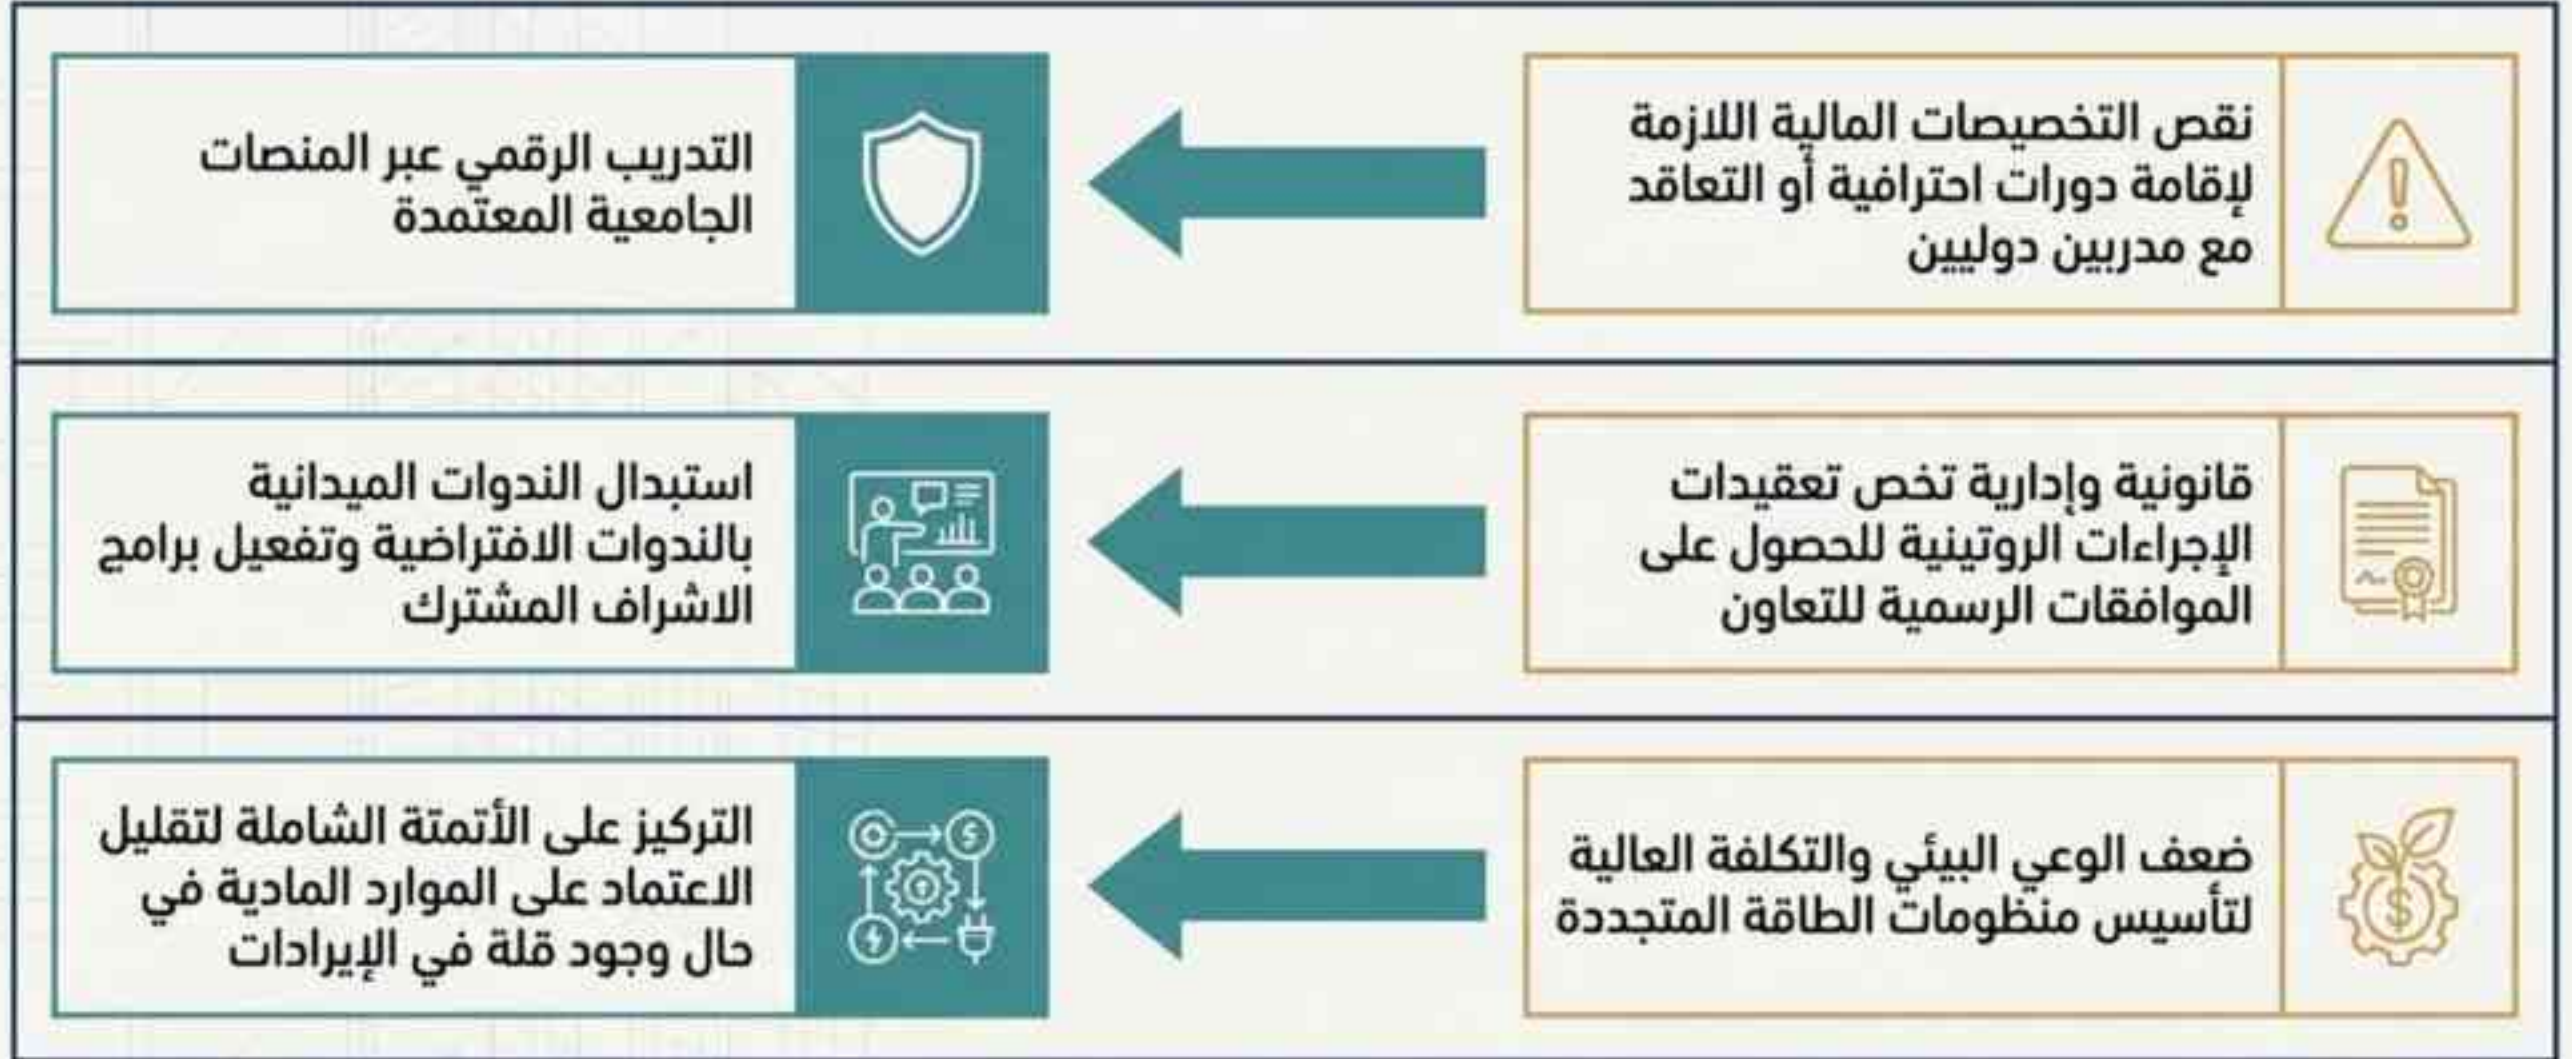 نقص التخصيصات المالية اللازمة
لإقامة دورات احترافية أو التعاقد
مع مدربين دوليين
التدريب الرقمي عبر المنصات
الجامعية المعتمدة
قانونية وإدارية تخص تعقيدات
الإجراءات الروتينية للحصول على
الموافقات الرسمية للتعاون
استبدال الندوات الميدانية
بالندوات الافتراضية وتفعيل برامج
الاشراف المشترك
ضعف الوعي البيئي والتكلفة العالية
لتأسيس منظومات الطاقة المتجددة
التركيز على الأتمتة الشاملة لتقليل
الاعتماد على الموارد المادية في
حال وجود قلة في الإيرادات